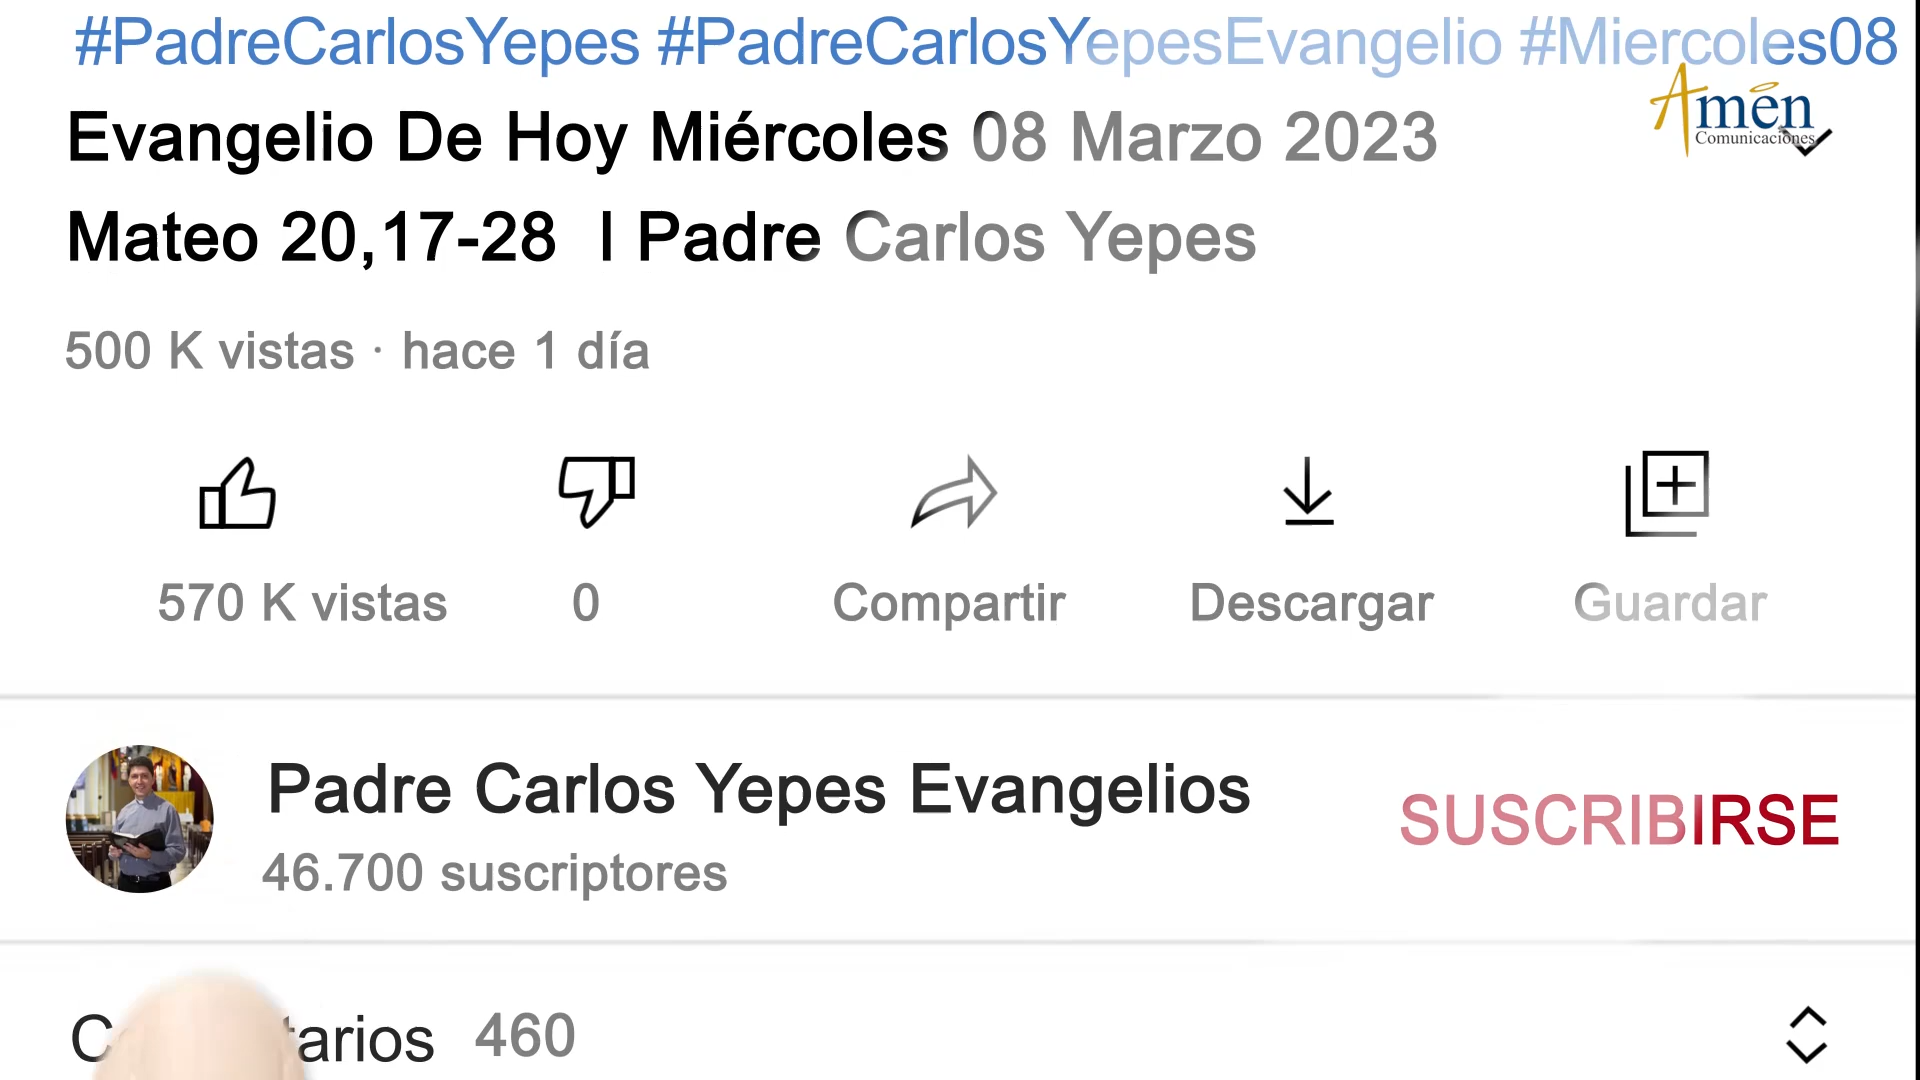 #PadreCarlosYepes #PadreCarlosYepesEvangelio #Miercoles08
Amén
Comunicaciones
Evangelio De Hoy Miércoles 08 Marzo 2023
Mateo 20,17-28 I Padre Carlos Yepes
500 K vistas · hace 1 día
570 K vistas 0 Compartir Descargar Guardar
Padre Carlos Yepes Evangelios
46.700 suscriptores
SUSCRIBIRSE
460